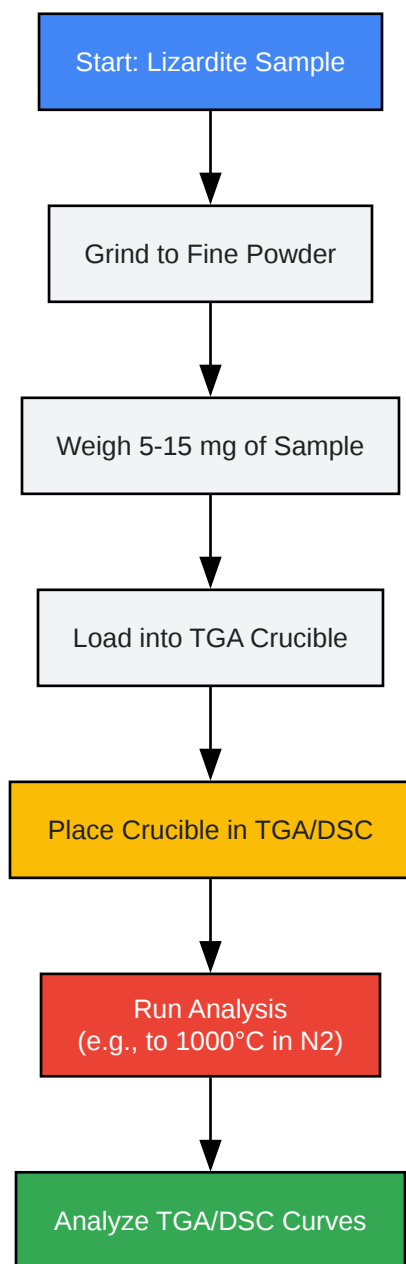 Start: Lizardite Sample
Grind to Fine Powder
Weigh 5-15 mg of Sample
Load into TGA Crucible
Place Crucible in TGA/DSC
Run Analysis
(e.g., to 1000°C in N2)
Analyze TGA/DSC Curves